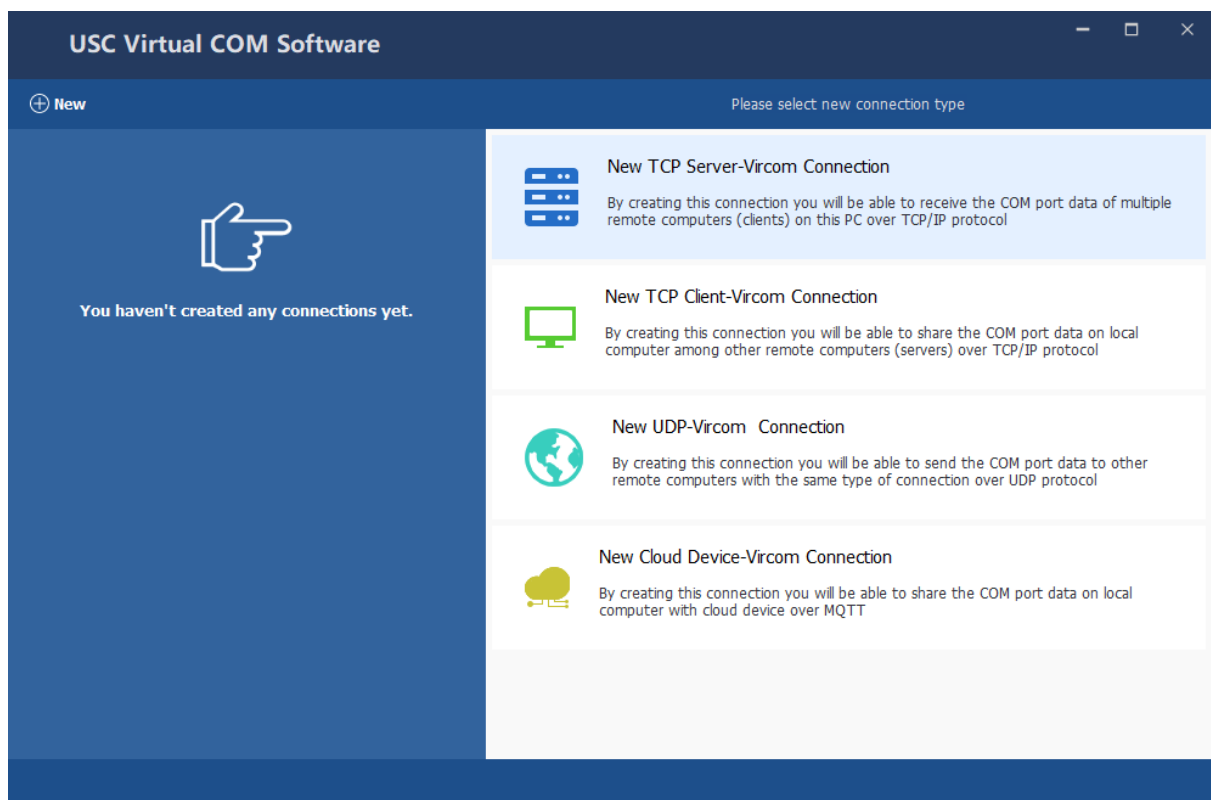 USC Virtual COM Software
New
Please select new connection type
You haven't created any connections yet.
New TCP Server-Vircom Connection
By creating this connection you will be able to receive the COM port data of multiple
remote computers (clients) on this PC over TCP/IP protocol
New TCP Client-Vircom Connection
By creating this connection you will be able to share the COM port data on local
computer among other remote computers (servers) over TCP/IP protocol
New UDP-Vircom  Connection
By creating this connection you will be able to send the COM port data to other
remote computers with the same type of connection over UDP protocol
New Cloud Device-Vircom Connection
By creating this connection you will be able to share the COM port data on local
computer with cloud device over MQTT